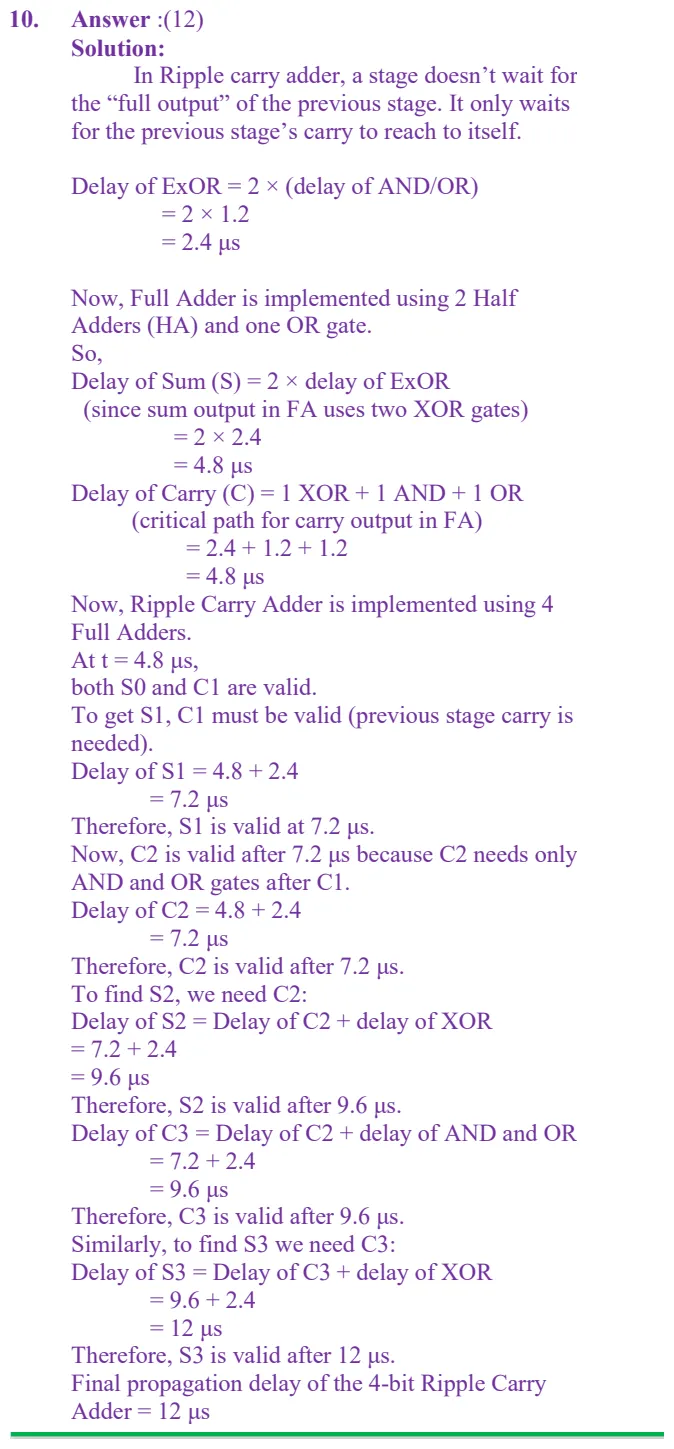 10. Answer :(12)
Solution:
In Ripple carry adder, a stage doesn’t wait for
the “full output” of the previous stage. It only waits
for the previous stage’s carry to reach to itself.
Delay of ExOR = 2 × (delay of AND/OR)
= 2 × 1.2
= 2.4 μs
Now, Full Adder is implemented using 2 Half
Adders (HA) and one OR gate.
So,
Delay of Sum (S) = 2 × delay of ExOR
(since sum output in FA uses two XOR gates)
= 2 × 2.4
= 4.8 μs
Delay of Carry (C) = 1 XOR + 1 AND + 1 OR
(critical path for carry output in FA)
= 2.4 + 1.2 + 1.2
= 4.8 μs
Now, Ripple Carry Adder is implemented using 4
Full Adders.
At t = 4.8 μs,
both S0 and C1 are valid.
To get S1, C1 must be valid (previous stage carry is
needed).
Delay of S1 = 4.8 + 2.4
= 7.2 μs
Therefore, S1 is valid at 7.2 μs.
Now, C2 is valid after 7.2 μs because C2 needs only
AND and OR gates after C1.
Delay of C2 = 4.8 + 2.4
= 7.2 μs
Therefore, C2 is valid after 7.2 μs.
To find S2, we need C2:
Delay of S2 = Delay of C2 + delay of XOR
= 7.2 + 2.4
= 9.6 μs
Therefore, S2 is valid after 9.6 μs.
Delay of C3 = Delay of C2 + delay of AND and OR
= 7.2 + 2.4
= 9.6 μs
Therefore, C3 is valid after 9.6 μs.
Similarly, to find S3 we need C3:
Delay of S3 = Delay of C3 + delay of XOR
= 9.6 + 2.4
= 12 μs
Therefore, S3 is valid after 12 μs.
Final propagation delay of the 4-bit Ripple Carry
Adder = 12 μs